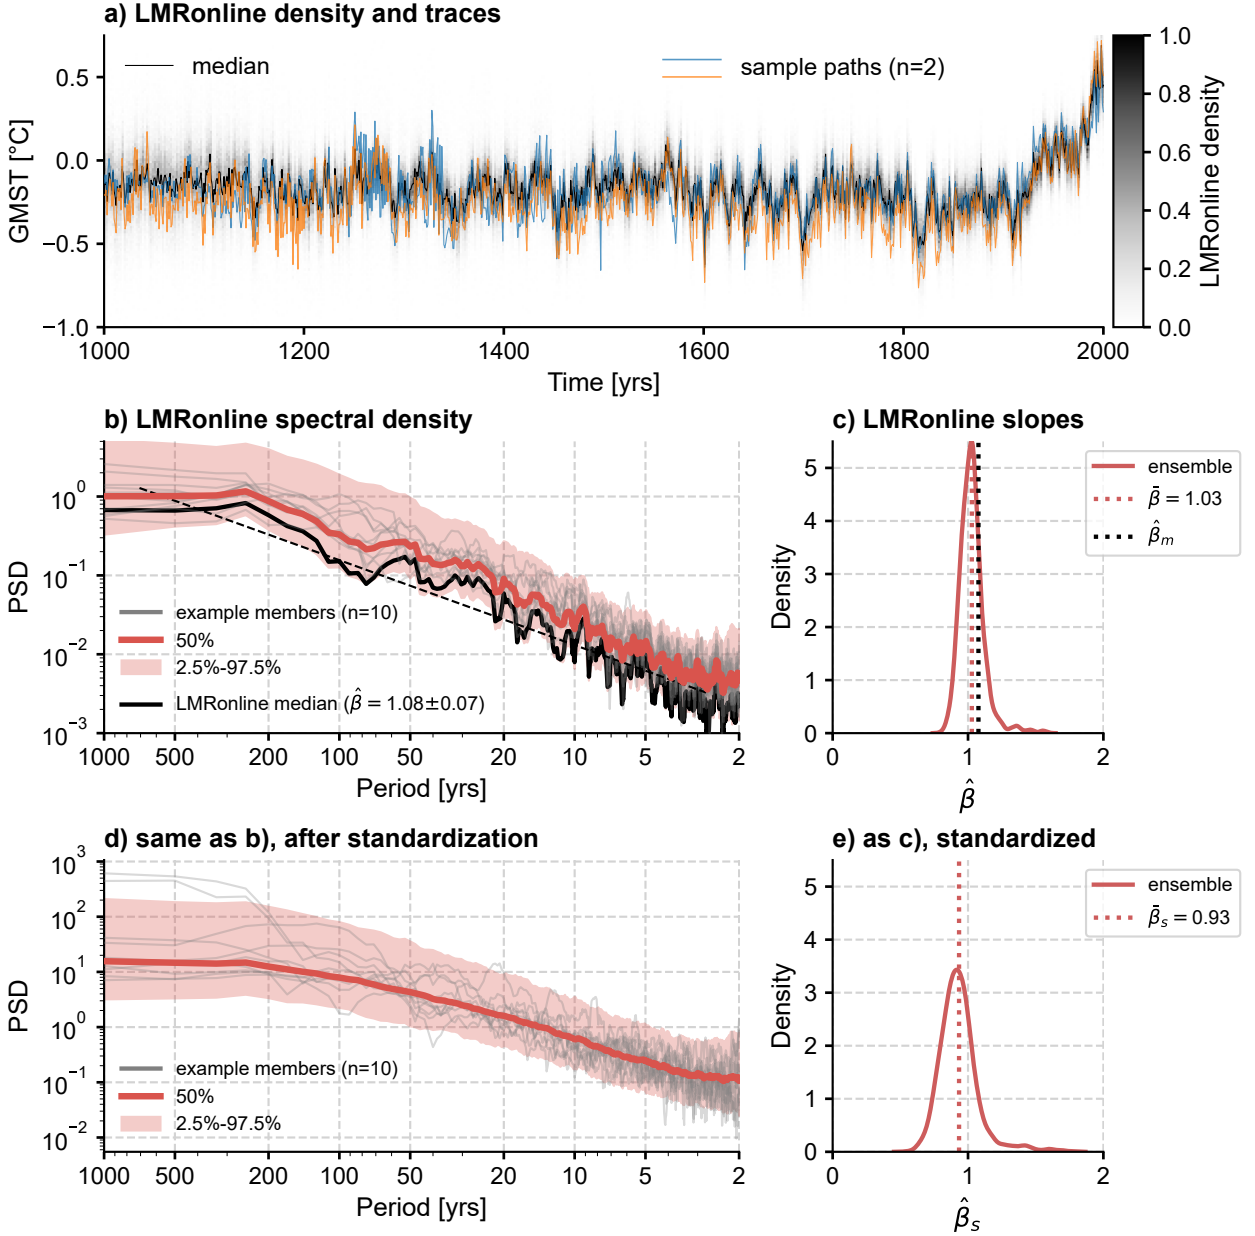 a) LMRonline density and traces
median
sample paths (n=2)
0.5
0.0
−0.5
−1.0
GMST [°C]
1000
1200
1400
1600
1800
2000
Time [yrs]
1.0
0.8
0.6
0.4
0.2
0.0
LMRonline density
b) LMRonline spectral density
10⁰
10⁻¹
10⁻²
10⁻³
PSD
example members (n=10)
50%
2.5%-97.5%
LMRonline median (β̂ = 1.08±0.07)
1000
500
200
100
50
20
10
5
2
Period [yrs]
c) LMRonline slopes
5
4
3
2
1
0
Density
ensemble
β̄ = 1.03
β̂ₘ
0
1
2
β̂
d) same as b), after standardization
10³
10²
10¹
10⁰
10⁻¹
10⁻²
PSD
example members (n=10)
50%
2.5%-97.5%
1000
500
200
100
50
20
10
5
2
Period [yrs]
e) as c), standardized
5
4
3
2
1
0
Density
ensemble
β̄ₛ = 0.93
0
1
2
β̂ₛ